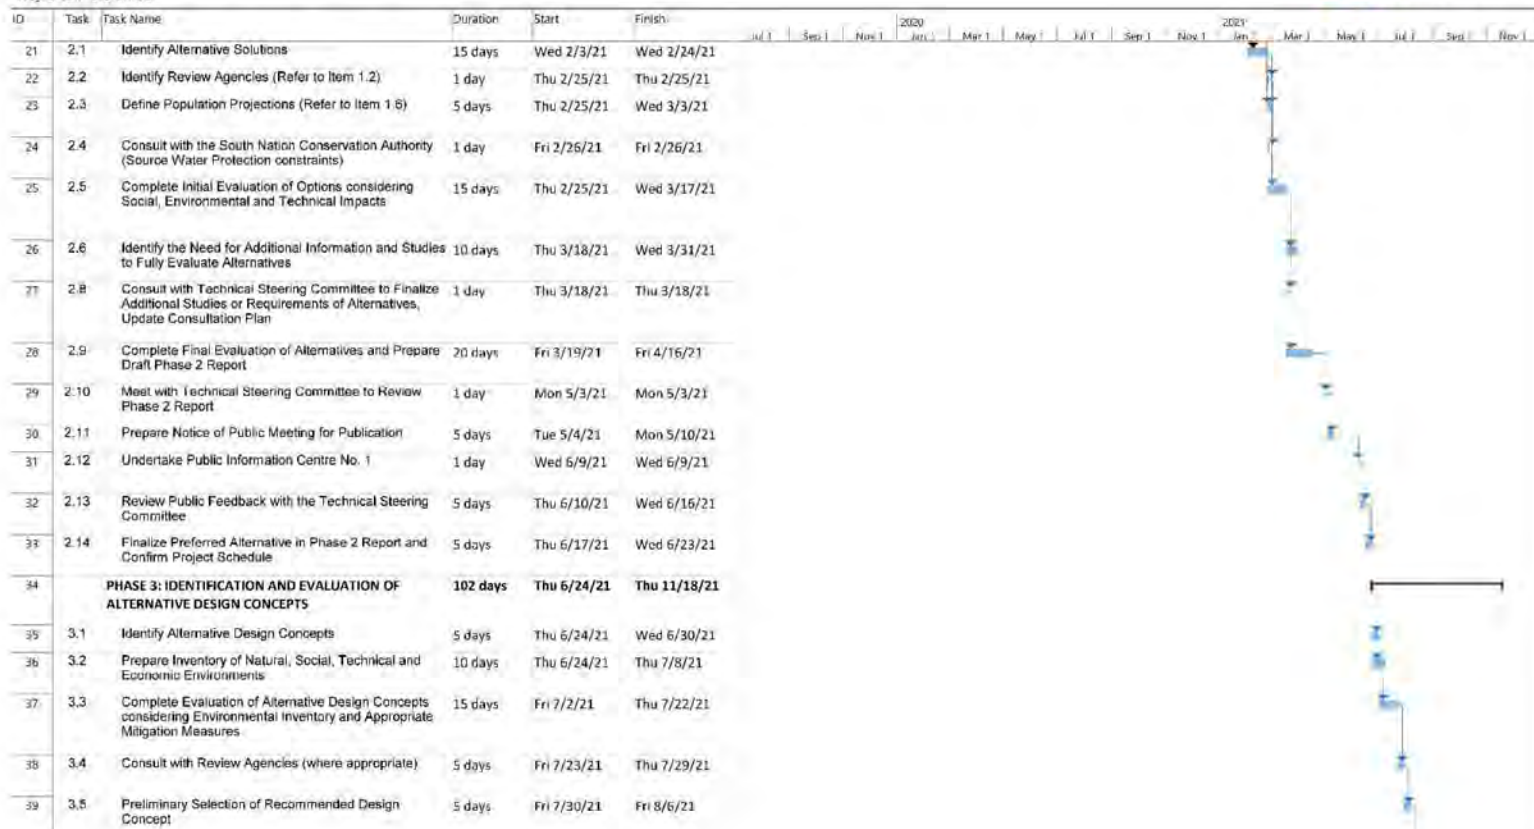 ID Task Task Name Duration Start Finish
2020 2021
Jul 1 Sep 1 Nov 1 Jan 1 Mar 1 May 1 Jul 1 Sep 1 Nov 1 Jan Mar 1 May 1 Jul 1 Sep 1 Nov 1
21 2.1 Identify Alternative Solutions 15 days Wed 2/3/21 Wed 2/24/21
22 2.2 Identify Review Agencies (Refer to Item 1.2) 1 day Thu 2/25/21 Thu 2/25/21
23 2.3 Define Population Projections (Refer to Item 1.6) 5 days Thu 2/25/21 Wed 3/3/21
24 2.4 Consult with the South Nation Conservation Authority 1 day Fri 2/26/21 Fri 2/26/21
(Source Water Protection constraints)
25 2.5 Complete Initial Evaluation of Options considering 15 days Thu 2/25/21 Wed 3/17/21
Social, Environmental and Technical Impacts
26 2.6 Identify the Need for Additional Information and Studies 10 days Thu 3/18/21 Wed 3/31/21
to Fully Evaluate Alternatives
27 2.8 Consult with Technical Steering Committee to Finalize 1 day Thu 3/18/21 Thu 3/18/21
Additional Studies or Requirements of Alternatives,
Update Consultation Plan
28 2.9 Complete Final Evaluation of Alternatives and Prepare 20 days Fri 3/19/21 Fri 4/16/21
Draft Phase 2 Report
29 2.10 Meet with Technical Steering Committee to Review 1 day Mon 5/3/21 Mon 5/3/21
Phase 2 Report
30 2.11 Prepare Notice of Public Meeting for Publication 5 days Tue 5/4/21 Mon 5/10/21
31 2.12 Undertake Public Information Centre No. 1 1 day Wed 6/9/21 Wed 6/9/21
32 2.13 Review Public Feedback with the Technical Steering 5 days Thu 6/10/21 Wed 6/16/21
Committee
33 2.14 Finalize Preferred Alternative in Phase 2 Report and 5 days Thu 6/17/21 Wed 6/23/21
Confirm Project Schedule
34 PHASE 3: IDENTIFICATION AND EVALUATION OF 102 days Thu 6/24/21 Thu 11/18/21
ALTERNATIVE DESIGN CONCEPTS
35 3.1 Identify Alternative Design Concepts 5 days Thu 6/24/21 Wed 6/30/21
36 3.2 Prepare Inventory of Natural, Social, Technical and 10 days Thu 6/24/21 Thu 7/8/21
Economic Environments
37 3.3 Complete Evaluation of Alternative Design Concepts 15 days Fri 7/2/21 Thu 7/22/21
considering Environmental Inventory and Appropriate
Mitigation Measures
38 3.4 Consult with Review Agencies (where appropriate) 5 days Fri 7/23/21 Thu 7/29/21
39 3.5 Preliminary Selection of Recommended Design 5 days Fri 7/30/21 Fri 8/6/21
Concept